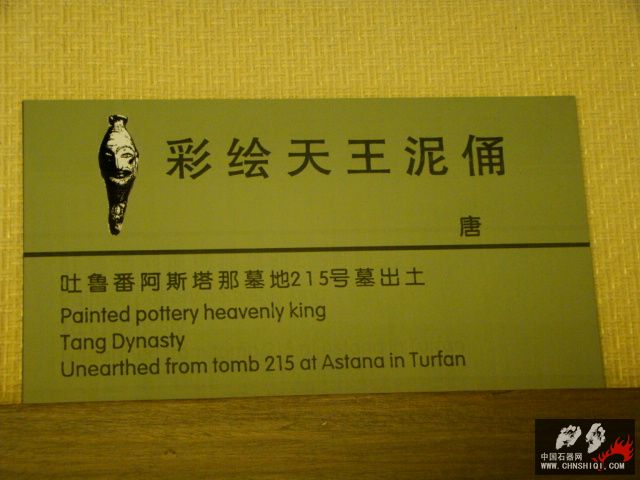 彩绘天王泥俑
唐
吐鲁番阿斯塔那墓地215号墓出土
Painted pottery heavenly king
Tang Dynasty
Unearthed from tomb 215 at Astana in Turfan
中国石器网
WWW.CHNSHIQI.COM